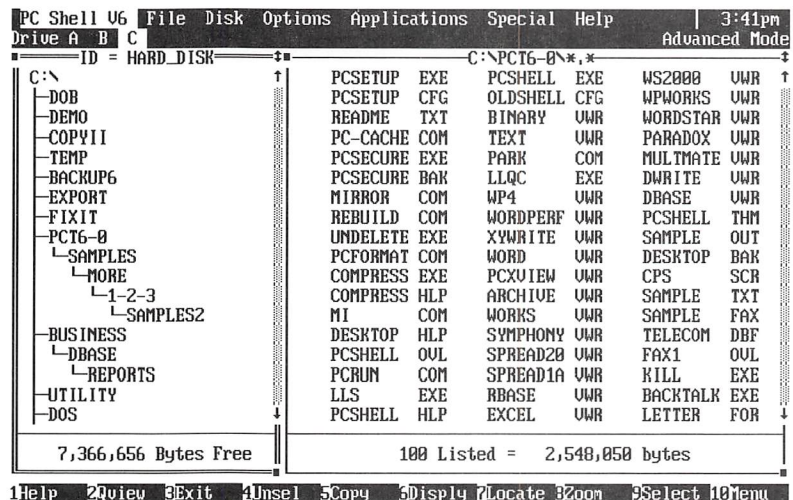 PC Shell V6 File Disk Options Applications Special Help 3:41pm
Drive A B C Advanced Mode
ID = HARD_DISK
C:\
DOB
DEMO
COPYII
TEMP
BACKUP6
EXPORT
FIXIT
PCT6-0
SAMPLES
MORE
1-2-3
SAMPLES2
BUSINESS
DBASE
REPORTS
UTILITY
DOS
7,366,656 Bytes Free
C:\PCT6-0\*.*
PCSETUP EXE PCSHELL EXE WS2000 VWR
PCSETUP CFG OLDSHELL CFG WPWORKS VWR
README TXT BINARY VWR WORDSTAR VWR
PC-CACHE COM TEXT VWR PARADOX VWR
PCSECURE EXE PARK COM MULTMATE VWR
PCSECURE BAK LLQC EXE DWRITE VWR
MIRROR COM WP4 VWR DBASE VWR
REBUILD COM WORDPERF VWR PCSHELL THM
UNDELETE EXE XYWRITE VWR SAMPLE OUT
PCFORMAT COM WORD VWR DESKTOP BAK
COMPRESS EXE PCXVIEW VWR CPS SCR
COMPRESS HLP ARCHIVE VWR SAMPLE TXT
MI COM WORKS VWR SAMPLE FAX
DESKTOP HLP SYMPHONY VWR TELECOM DBF
PCSHELL OVL SPREAD20 VWR FAX1 OVL
PCRUN COM SPREAD1A VWR KILL EXE
LLS EXE RBASE VWR BACKTALK EXE
PCSHELL HLP EXCEL VWR LETTER FOR
100 Listed = 2,548,050 bytes
1Help 2Qview 3Exit 4Unsel 5Copy 6Disply 7Locate 8Zoom 9Select 10Menu